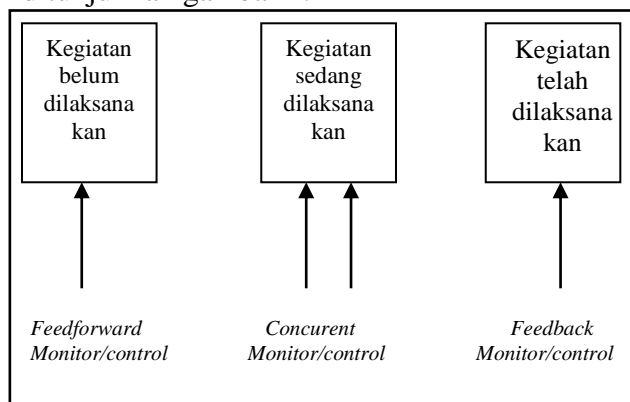 Kegiatan
belum
dilaksana
kan
Kegiatan
sedang
dilaksana
kan
Kegiatan
telah
dilaksana
kan
Feedforward
Monitor/control
Concurent
Monitor/control
Feedback
Monitor/control